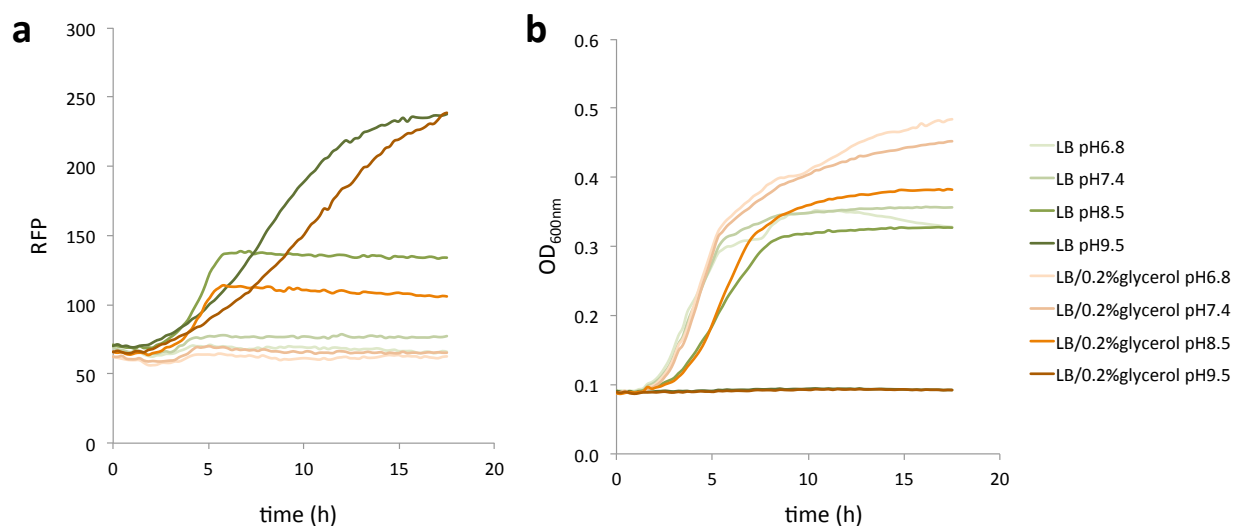 a
300
250
200
150
100
50
0
RFP
0 5 10 15 20
time (h)
b
0.6
0.5
0.4
0.3
0.2
0.1
0.0
OD600nm
0 5 10 15 20
time (h)
LB pH6.8
LB pH7.4
LB pH8.5
LB pH9.5
LB/0.2%glycerol pH6.8
LB/0.2%glycerol pH7.4
LB/0.2%glycerol pH8.5
LB/0.2%glycerol pH9.5